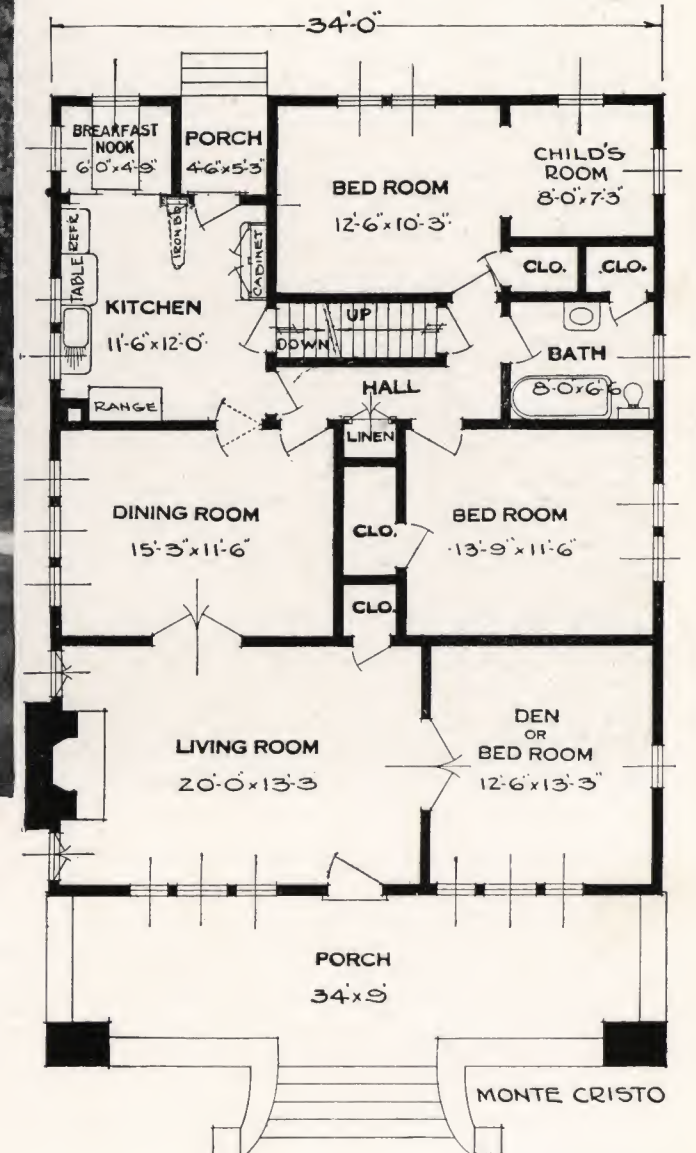 34'-0"
BREAKFAST
NOOK
6'-0"x4'-9"
PORCH
4'-6"x5'-3"
BED ROOM
12'-6"x10'-3"
CHILD'S
ROOM
8'-0"x7'-3"
REFR.
TABLE
IRON BD.
CABINET
CLO.
CLO.
KITCHEN
11'-6"x12'-0"
UP
DOWN
BATH
8'-0x6'-6
HALL
RANGE
LINEN
DINING ROOM
15'-3"x11'-6"
CLO.
BED ROOM
13'-9"x11'-6"
CLO.
LIVING ROOM
20'-0"x13'-3
DEN
OR
BED ROOM
12'-6"x13'-3"
PORCH
34'x9'
MONTE CRISTO